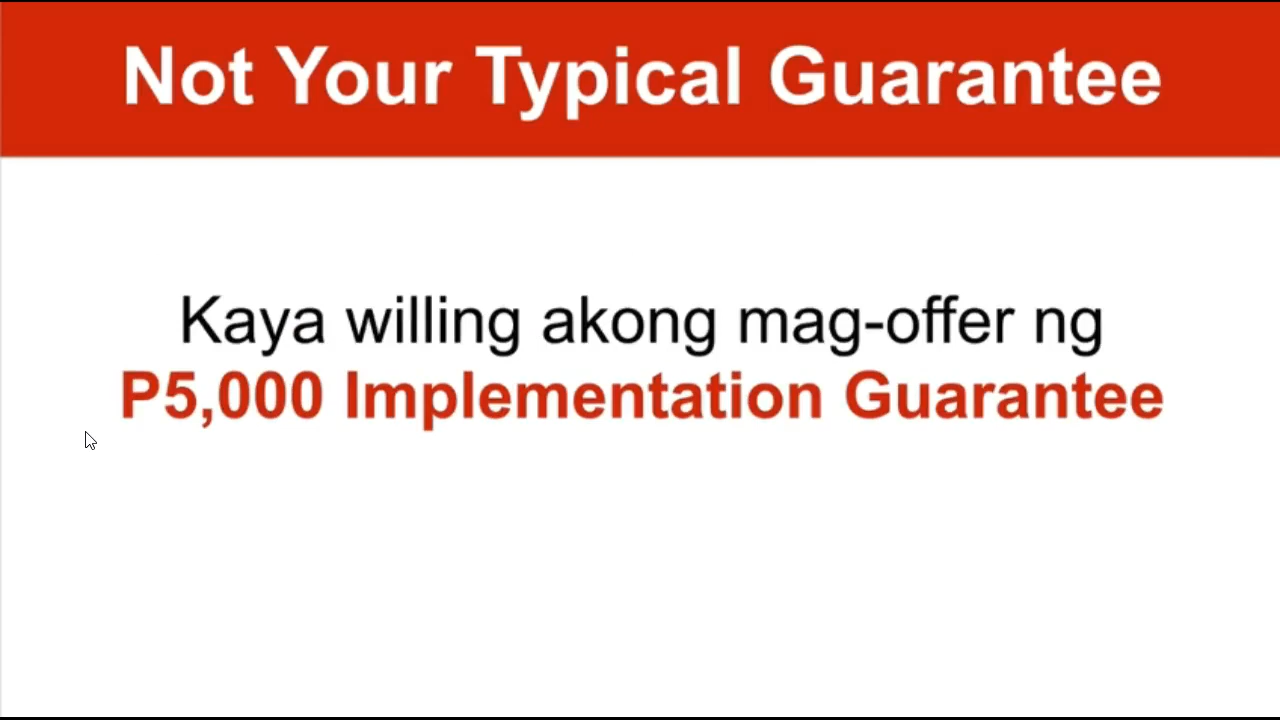 Not Your Typical Guarantee
Kaya willing akong mag-offer ng
P5,000 Implementation Guarantee